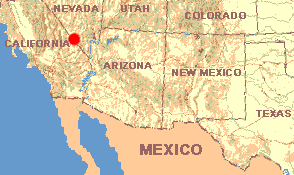 NEVADA UTAH
COLORADO
CALIFORNIA
ARIZONA
NEW MEXICO
TEXAS
MEXICO